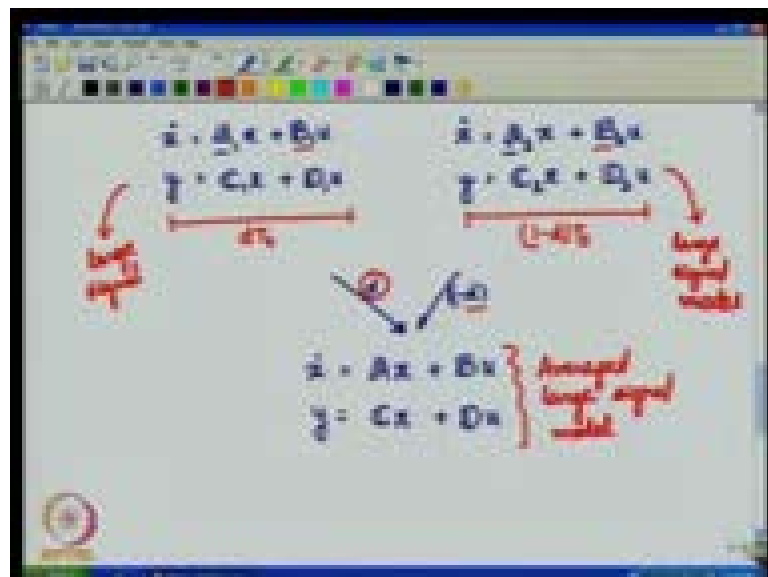 ẋ = A₁x + B₁u
y = C₁x + D₁u
dTs
large signal
ẋ = A₂x + B₂u
y = C₂x + D₂u
(1-d)Ts
large signal model
d
(1-d)
ẋ = Ax + Bu
y = Cx + Du
Averaged
large signal
model